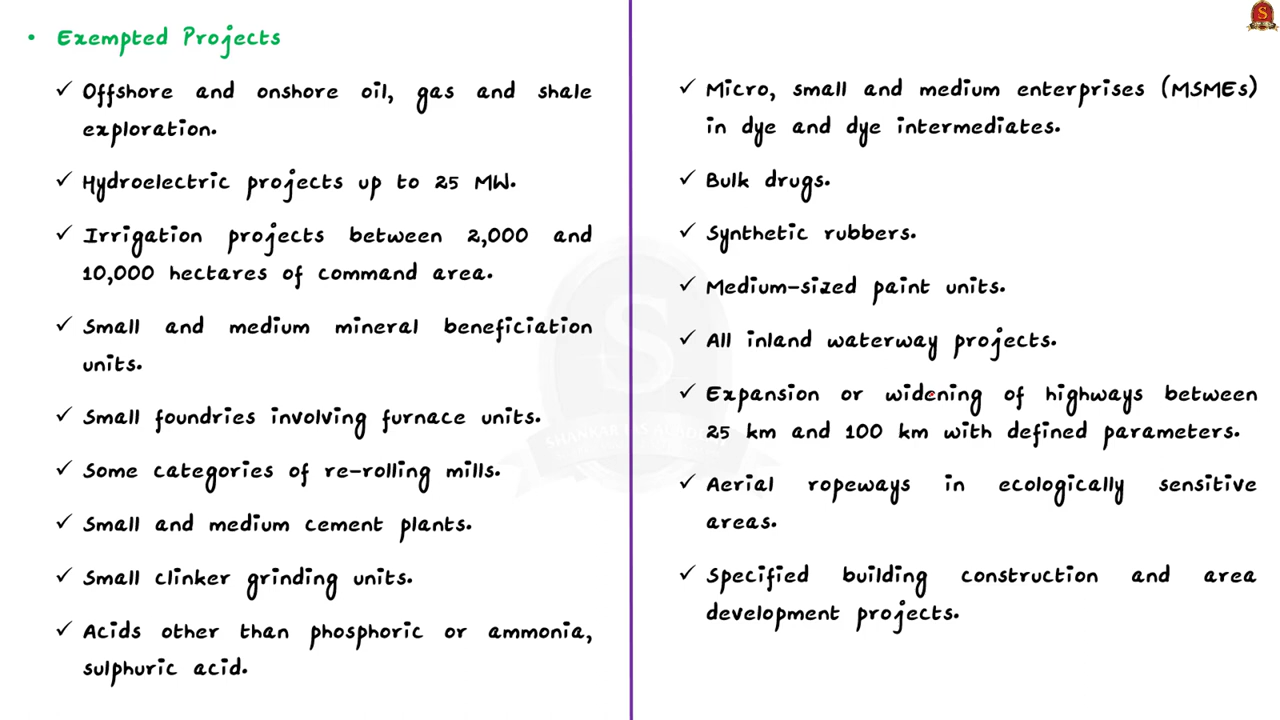 • Exempted Projects
✓ Offshore and onshore oil, gas and shale
exploration.
✓ Hydroelectric projects up to 25 MW.
✓ Irrigation projects between 2,000 and
10,000 hectares of command area.
✓ Small and medium mineral beneficiation
units.
✓ Small foundries involving furnace units.
✓ Some categories of re-rolling mills.
✓ Small and medium cement plants.
✓ Small clinker grinding units.
✓ Acids other than phosphoric or ammonia,
sulphuric acid.
✓ Micro, small and medium enterprises (MSMEs)
in dye and dye intermediates.
✓ Bulk drugs.
✓ Synthetic rubbers.
✓ Medium-sized paint units.
✓ All inland waterway projects.
✓ Expansion or widening of highways between
25 km and 100 km with defined parameters.
✓ Aerial ropeways in ecologically sensitive
areas.
✓ Specified building construction and area
development projects.
S
SHANKAR IAS ACADEMY